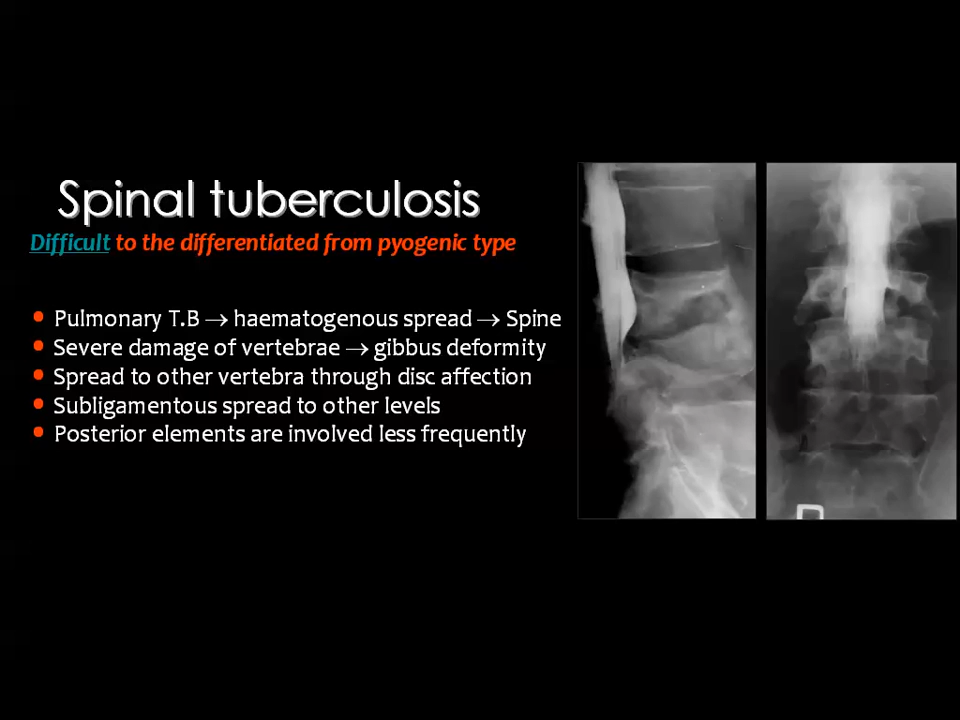 Spinal tuberculosis
Difficult to the differentiated from pyogenic type
• Pulmonary T.B → haematogenous spread → Spine
• Severe damage of vertebrae → gibbus deformity
• Spread to other vertebra through disc affection
• Subligamentous spread to other levels
• Posterior elements are involved less frequently